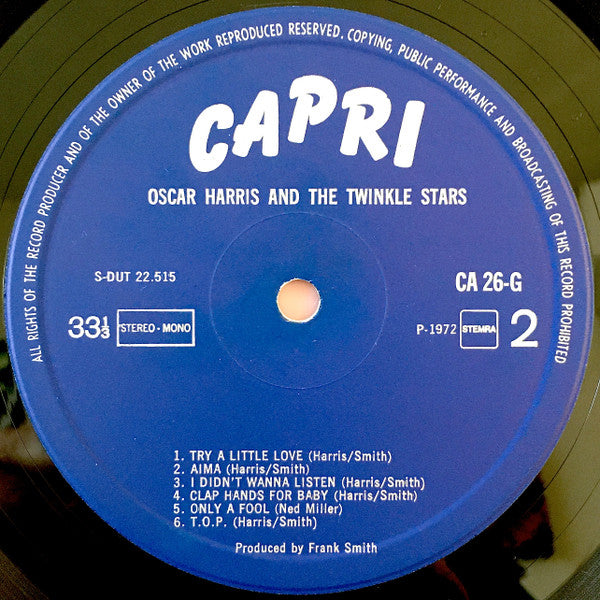 ALL RIGHTS OF THE RECORD PRODUCER AND OF THE OWNER OF THE WORK REPRODUCED RESERVED. COPYING, PUBLIC PERFORMANCE AND BROADCASTING OF THIS RECORD PROHIBITED
CAPRI
OSCAR HARRIS AND THE TWINKLE STARS
S-DUT 22.515
CA 26-G
33⅓ STEREO - MONO
P-1972 STEMRA 2
1. TRY A LITTLE LOVE (Harris/Smith)
2. AIMA (Harris/Smith)
3. I DIDN'T WANNA LISTEN (Harris/Smith)
4. CLAP HANDS FOR BABY (Harris/Smith)
5. ONLY A FOOL (Ned Miller)
6. T.O.P. (Harris/Smith)
Produced by Frank Smith